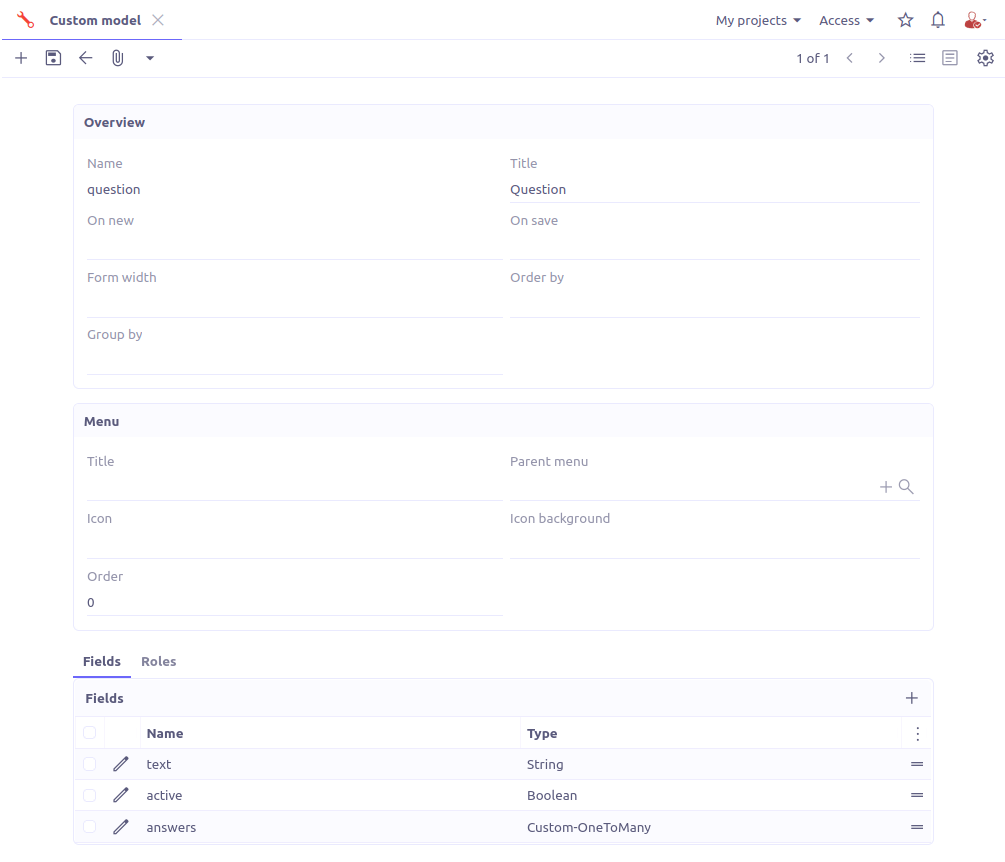 Custom model
My projects Access
1 of 1
Overview
Name Title
question Question
On new On save
Form width Order by
Group by
Menu
Title Parent menu
Icon Icon background
Order
0
Fields Roles
Fields
Name Type
text String
active Boolean
answers Custom-OneToMany